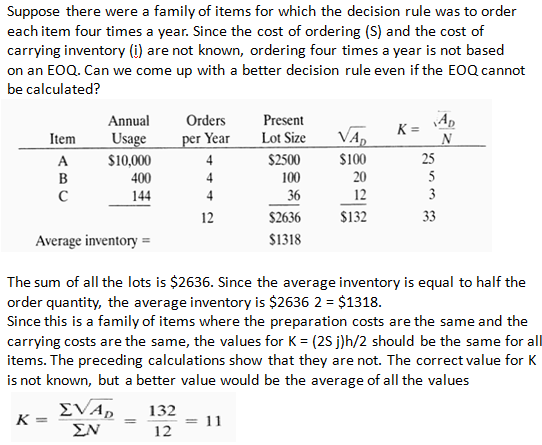 Suppose there were a family of items for which the decision rule was to order
each item four times a year. Since the cost of ordering (S) and the cost of
carrying inventory (i) are not known, ordering four times a year is not based
on an EOQ. Can we come up with a better decision rule even if the EOQ cannot
be calculated?
Item Annual Usage Orders per Year Present Lot Size √A_D K = √A_D / N
A $10,000 4 $2500 $100 25
B 400 4 100 20 5
C 144 4 36 12 3
12 $2636 $132 33
Average inventory = $1318
The sum of all the lots is $2636. Since the average inventory is equal to half the
order quantity, the average inventory is $2636 2 = $1318.
Since this is a family of items where the preparation costs are the same and the
carrying costs are the same, the values for K = (2S j)h/2 should be the same for all
items. The preceding calculations show that they are not. The correct value for K
is not known, but a better value would be the average of all the values
K = Σ√A_D / ΣN = 132 / 12 = 11